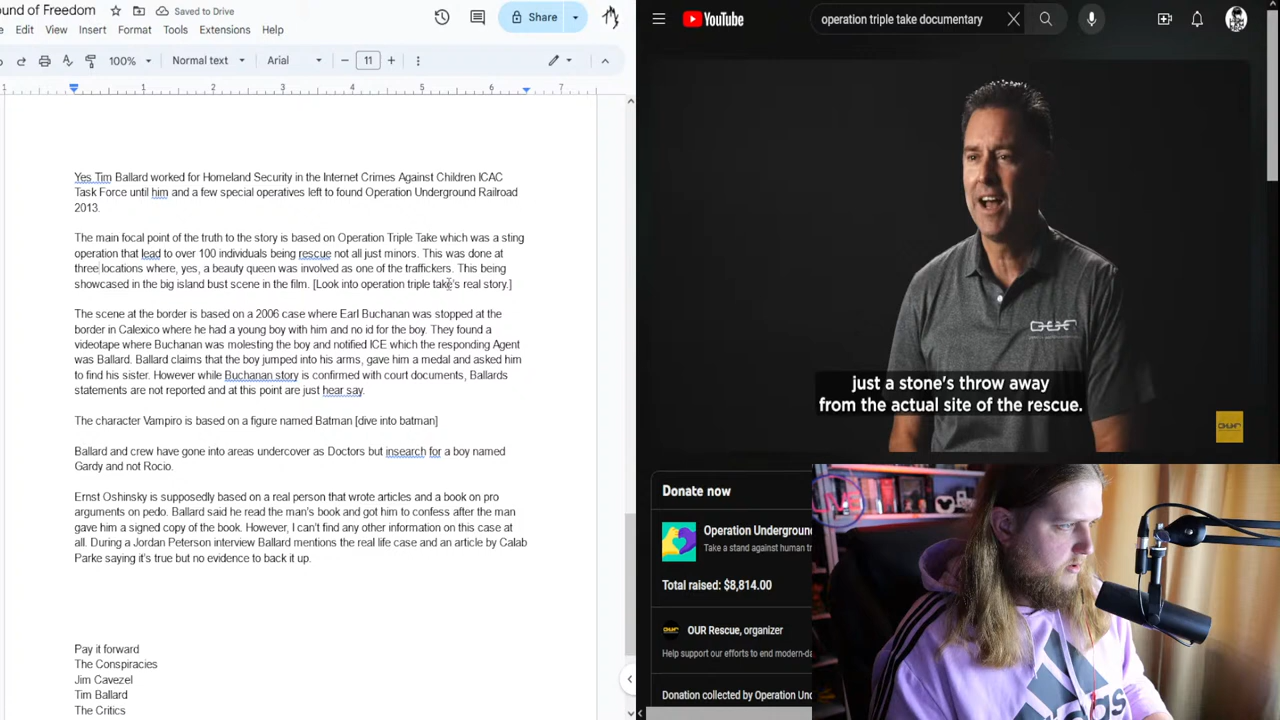 ound of Freedom
Saved to Drive
Edit View Insert Format Tools Extensions Help
Share
100% Normal text Arial 11
1 1 2 3 4 5 6 7
Yes Tim Ballard worked for Homeland Security in the Internet Crimes Against Children ICAC
Task Force until him and a few special operatives left to found Operation Underground Railroad
2013.
The main focal point of the truth to the story is based on Operation Triple Take which was a sting
operation that lead to over 100 individuals being rescue not all just minors. This was done at
three locations where, yes, a beauty queen was involved as one of the traffickers. This being
showcased in the big island bust scene in the film. [Look into operation triple take's real story.]
The scene at the border is based on a 2006 case where Earl Buchanan was stopped at the
border in Calexico where he had a young boy with him and no id for the boy. They found a
videotape where Buchanan was molesting the boy and notified ICE which the responding Agent
was Ballard. Ballard claims that the boy jumped into his arms, gave him a medal and asked him
to find his sister. However while Buchanan story is confirmed with court documents, Ballards
statements are not reported and at this point are just hear say.
The character Vampiro is based on a figure named Batman [dive into batman]
Ballard and crew have gone into areas undercover as Doctors but insearch for a boy named
Gardy and not Rocio.
Ernst Oshinsky is supposedly based on a real person that wrote articles and a book on pro
arguments on pedo. Ballard said he read the man's book and got him to confess after the man
gave him a signed copy of the book. However, I can't find any other information on this case at
all. During a Jordan Peterson interview Ballard mentions the real life case and an article by Calab
Parke saying it's true but no evidence to back it up.
Pay it forward
The Conspiracies
Jim Cavezel
Tim Ballard
The Critics
YouTube
operation triple take documentary
OUR
just a stone's throw away
from the actual site of the rescue.
OUR
Donate now
Operation Undergroun
Take a stand against human tr
Total raised: $8,814.00
OUR Rescue, organizer
Help support our efforts to end modern-da
Donation collected by Operation Und
LIVE
adidas